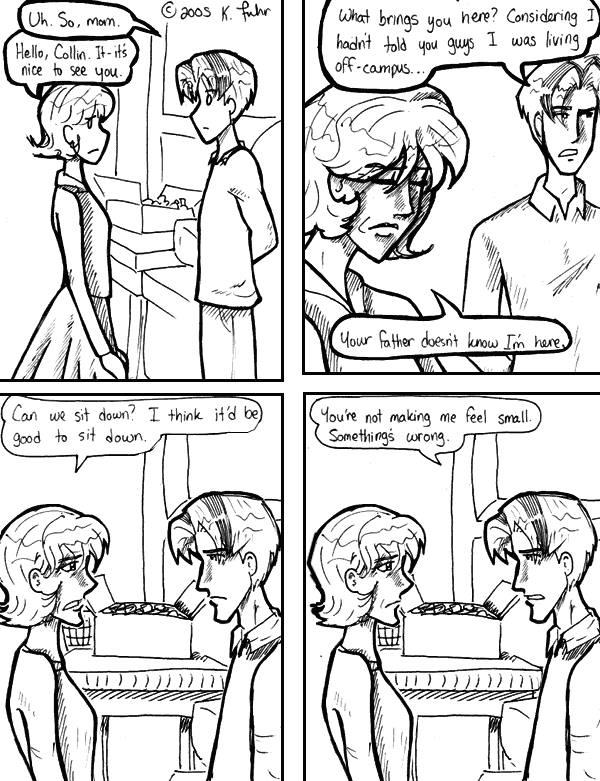 Uh. So, mom.
© 2005 K. Fuhr
Hello, Collin. It-it's
nice to see you.
What brings you here? Considering I
hadn't told you guys I was living
off-campus...
Your father doesn't know I'm here.
Can we sit down? I think it'd be
good to sit down.
You're not making me feel small.
Something's wrong.